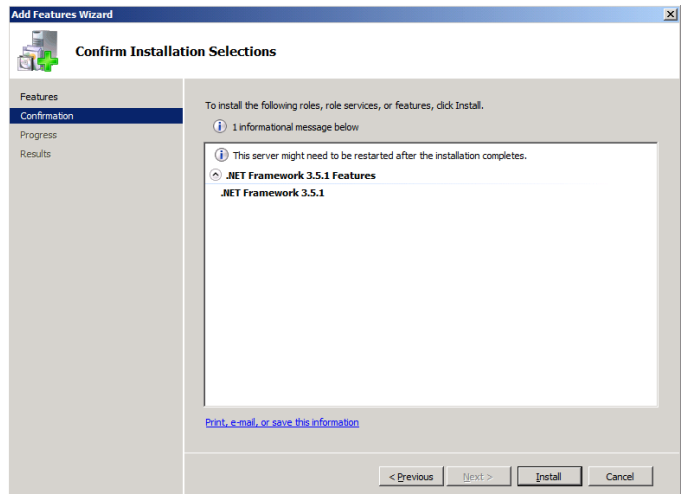 Add Features Wizard
Confirm Installation Selections
Features
Confirmation
Progress
Results
To install the following roles, role services, or features, click Install.
1 informational message below
This server might need to be restarted after the installation completes.
.NET Framework 3.5.1 Features
.NET Framework 3.5.1
Print, e-mail, or save this information
< Previous
Next >
Install
Cancel